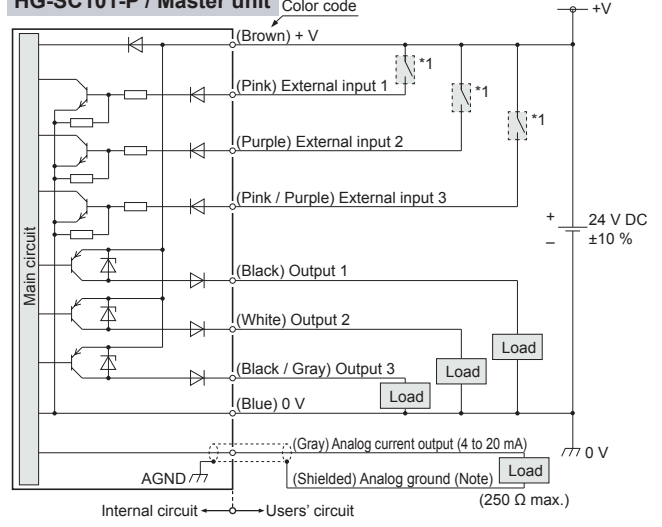 HG-SC101-P / Master unit
Color code
+V
(Brown) + V
*1
(Pink) External input 1
*1
(Purple) External input 2
*1
(Pink / Purple) External input 3
+
–
24 V DC
±10 %
Main circuit
(Black) Output 1
(White) Output 2
Load
Load
(Black / Gray) Output 3
Load
(Blue) 0 V
(Gray) Analog current output (4 to 20 mA)
0 V
AGND
(Shielded) Analog ground (Note)
Load
(250 Ω max.)
Internal circuit
Users' circuit